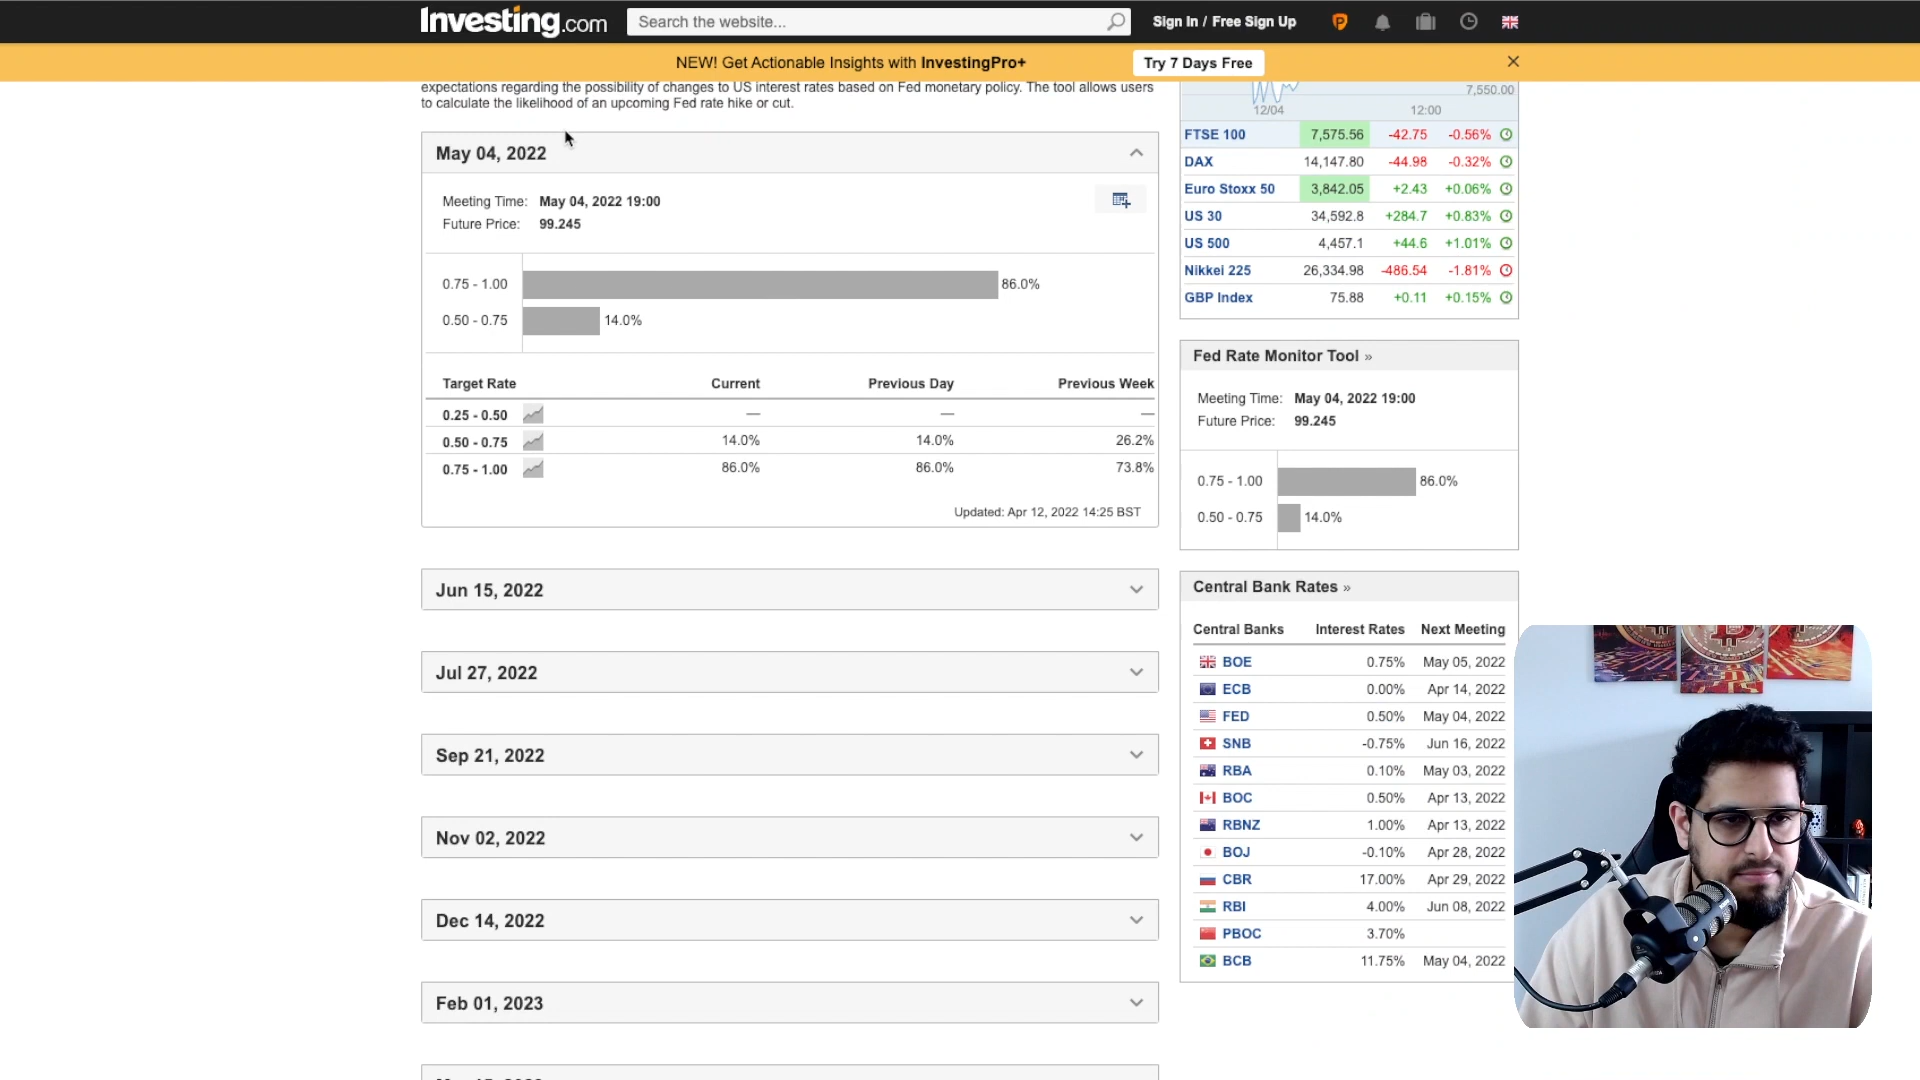 Investing.com
Search the website...
Sign In / Free Sign Up
NEW! Get Actionable Insights with InvestingPro+
Try 7 Days Free
expectations regarding the possibility of changes to US interest rates based on Fed monetary policy. The tool allows users
to calculate the likelihood of an upcoming Fed rate hike or cut.
May 04, 2022
Meeting Time: May 04, 2022 19:00
Future Price: 99.245
0.75 - 1.00 86.0%
0.50 - 0.75 14.0%
Target Rate Current Previous Day Previous Week
0.25 - 0.50 — — —
0.50 - 0.75 14.0% 14.0% 26.2%
0.75 - 1.00 86.0% 86.0% 73.8%
Updated: Apr 12, 2022 14:25 BST
Jun 15, 2022
Jul 27, 2022
Sep 21, 2022
Nov 02, 2022
Dec 14, 2022
Feb 01, 2023
7,550.00
12/04 12:00
FTSE 100 7,575.56 -42.75 -0.56%
DAX 14,147.80 -44.98 -0.32%
Euro Stoxx 50 3,842.05 +2.43 +0.06%
US 30 34,592.8 +284.7 +0.83%
US 500 4,457.1 +44.6 +1.01%
Nikkei 225 26,334.98 -486.54 -1.81%
GBP Index 75.88 +0.11 +0.15%
Fed Rate Monitor Tool »
Meeting Time: May 04, 2022 19:00
Future Price: 99.245
0.75 - 1.00 86.0%
0.50 - 0.75 14.0%
Central Bank Rates »
Central Banks Interest Rates Next Meeting
BOE 0.75% May 05, 2022
ECB 0.00% Apr 14, 2022
FED 0.50% May 04, 2022
SNB -0.75% Jun 16, 2022
RBA 0.10% May 03, 2022
BOC 0.50% Apr 13, 2022
RBNZ 1.00% Apr 13, 2022
BOJ -0.10% Apr 28, 2022
CBR 17.00% Apr 29, 2022
RBI 4.00% Jun 08, 2022
PBOC 3.70%
BCB 11.75% May 04, 2022